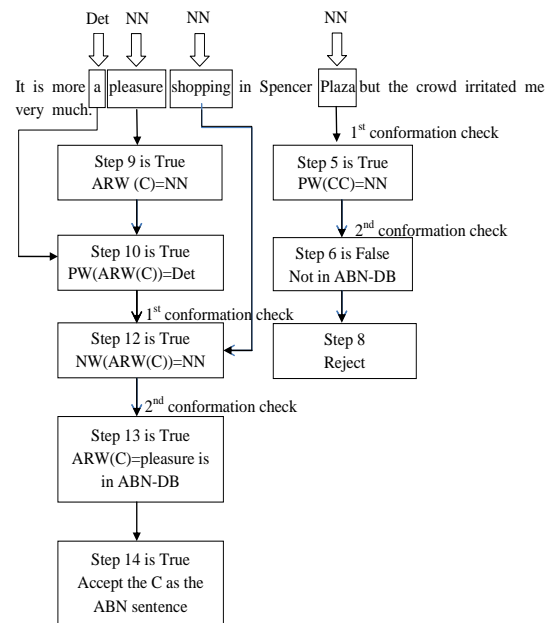 Det NN NN NN
It is more a pleasure shopping in Spencer Plaza but the crowd irritated me
very much.
1st conformation check
Step 9 is True
ARW (C)=NN
Step 5 is True
PW(CC)=NN
2nd conformation check
Step 10 is True
PW(ARW(C))=Det
Step 6 is False
Not in ABN-DB
1st conformation check
Step 12 is True
NW(ARW(C))=NN
Step 8
Reject
2nd conformation check
Step 13 is True
ARW(C)=pleasure is
in ABN-DB
Step 14 is True
Accept the C as the
ABN sentence